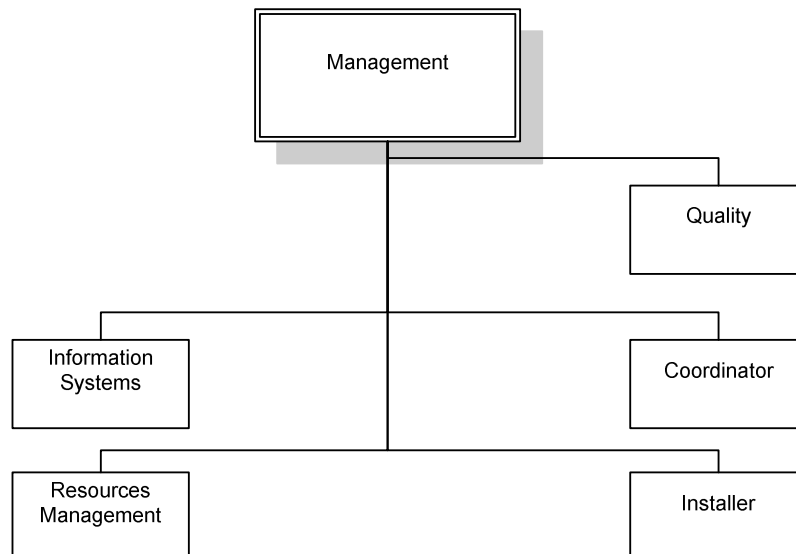 Management
Quality
Information
Systems
Coordinator
Resources
Management
Installer